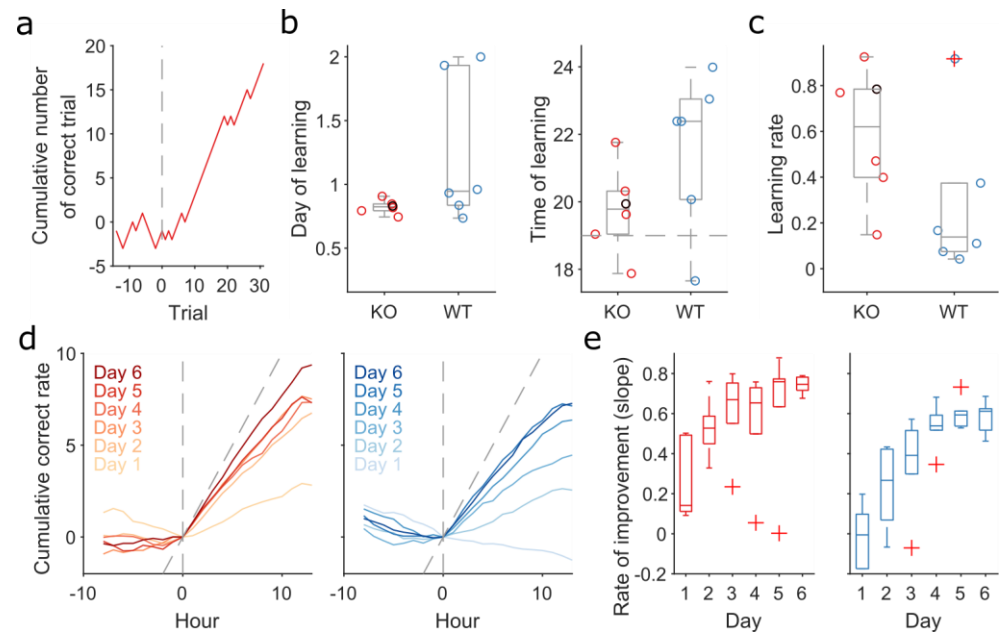 a
Cumulative number
of correct trial
20
15
10
5
0
-5
-10 0 10 20 30
Trial
b
Day of learning
2
1.5
1
0.5
KO WT
Time of learning
24
22
20
18
KO WT
c
Learning rate
1
0.8
0.6
0.4
0.2
0
KO WT
d
Cumulative correct rate
10
5
0
Day 6
Day 5
Day 4
Day 3
Day 2
Day 1
-10 0 10
Hour
Day 6
Day 5
Day 4
Day 3
Day 2
Day 1
-10 0 10
Hour
e
Rate of improvement (slope)
0.8
0.6
0.4
0.2
0
-0.2
1 2 3 4 5 6
Day
1 2 3 4 5 6
Day